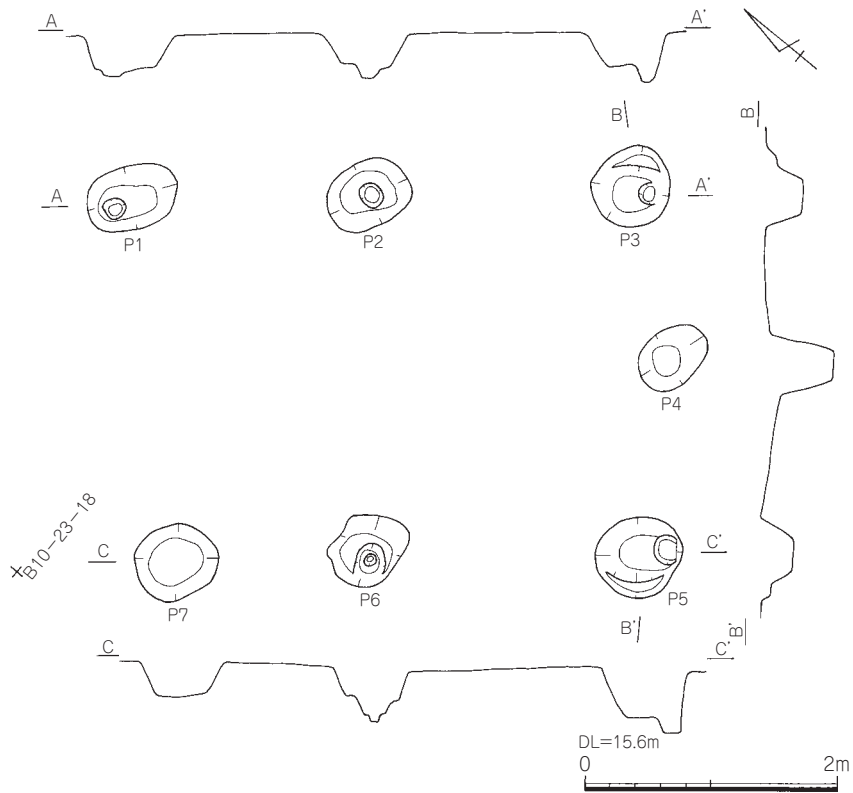 A A'
B B
A A'
P1 P2 P3
P4
B10-23-18
C C'
P7 P6 P5
B' B'
C C'
DL=15.6m
0 2m